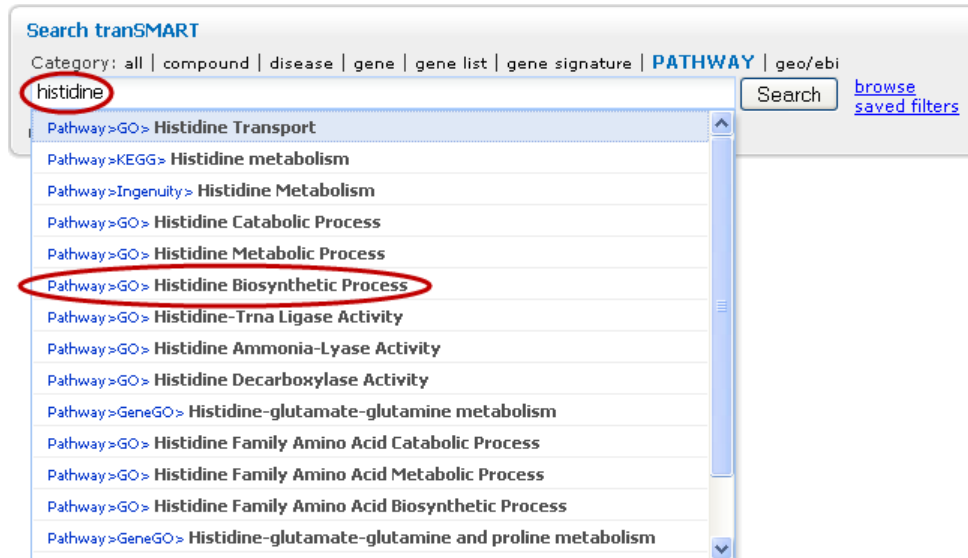 Search tranSMART
Category: all | compound | disease | gene | gene list | gene signature | PATHWAY | geo/ebi
histidine
Search
browse
saved filters
Pathway>GO> Histidine Transport
Pathway>KEGG> Histidine metabolism
Pathway>Ingenuity> Histidine Metabolism
Pathway>GO> Histidine Catabolic Process
Pathway>GO> Histidine Metabolic Process
Pathway>GO> Histidine Biosynthetic Process
Pathway>GO> Histidine-Trna Ligase Activity
Pathway>GO> Histidine Ammonia-Lyase Activity
Pathway>GO> Histidine Decarboxylase Activity
Pathway>GeneGO> Histidine-glutamate-glutamine metabolism
Pathway>GO> Histidine Family Amino Acid Catabolic Process
Pathway>GO> Histidine Family Amino Acid Metabolic Process
Pathway>GO> Histidine Family Amino Acid Biosynthetic Process
Pathway>GeneGO> Histidine-glutamate-glutamine and proline metabolism